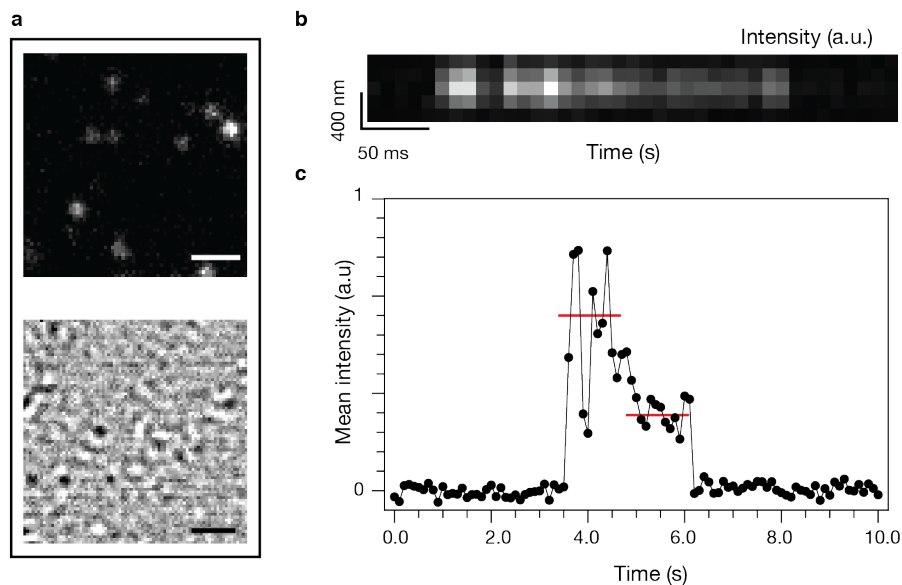 a
b
Intensity (a.u.)
400 nm
50 ms
Time (s)
c
Mean intensity (a.u)
1
0
0.0 2.0 4.0 6.0 8.0 10.0
Time (s)